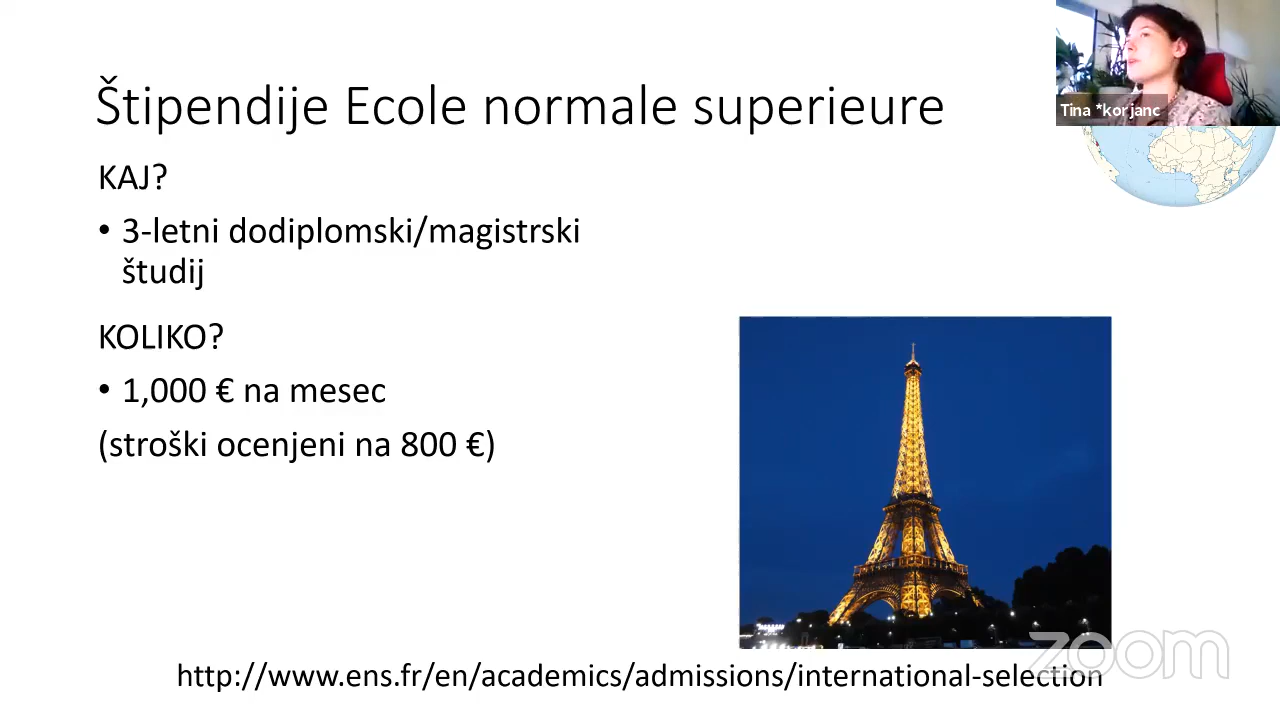 Štipendije Ecole normale superieure
Tina *korjanc
KAJ?
• 3-letni dodiplomski/magistrski
študij
KOLIKO?
• 1,000 € na mesec
(stroški ocenjeni na 800 €)
zoom
http://www.ens.fr/en/academics/admissions/international-selection